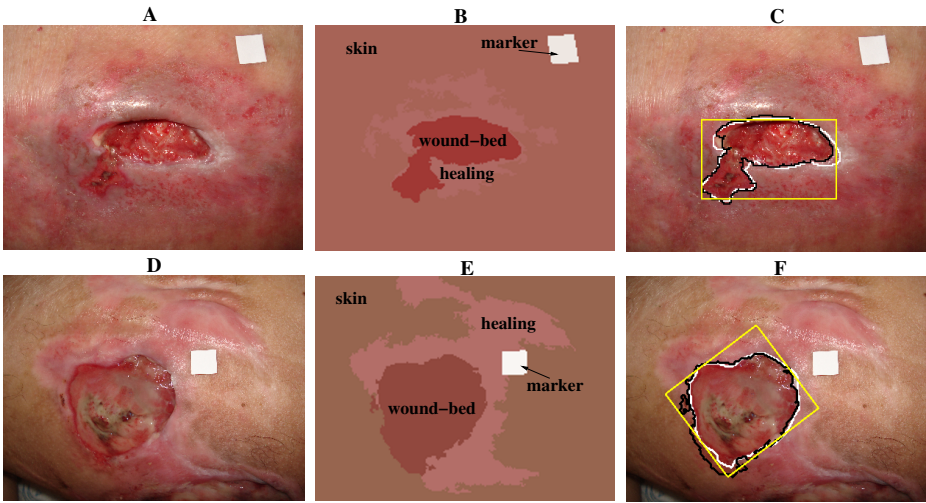 A
B
C
skin
marker
wound-bed
healing
D
E
F
skin
healing
marker
wound-bed